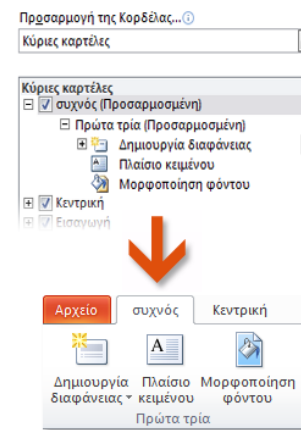 Προσαρμογή της Κορδέλας...
Κύριες καρτέλες
Κύριες καρτέλες
συχνός (Προσαρμοσμένη)
Πρώτα τρία (Προσαρμοσμένη)
Δημιουργία διαφάνειας
Πλαίσιο κειμένου
Μορφοποίηση φόντου
Κεντρική
Εισαγωγή
Αρχείο συχνός Κεντρική
Δημιουργία Πλαίσιο Μορφοποίηση
διαφάνειας κειμένου φόντου
Πρώτα τρία